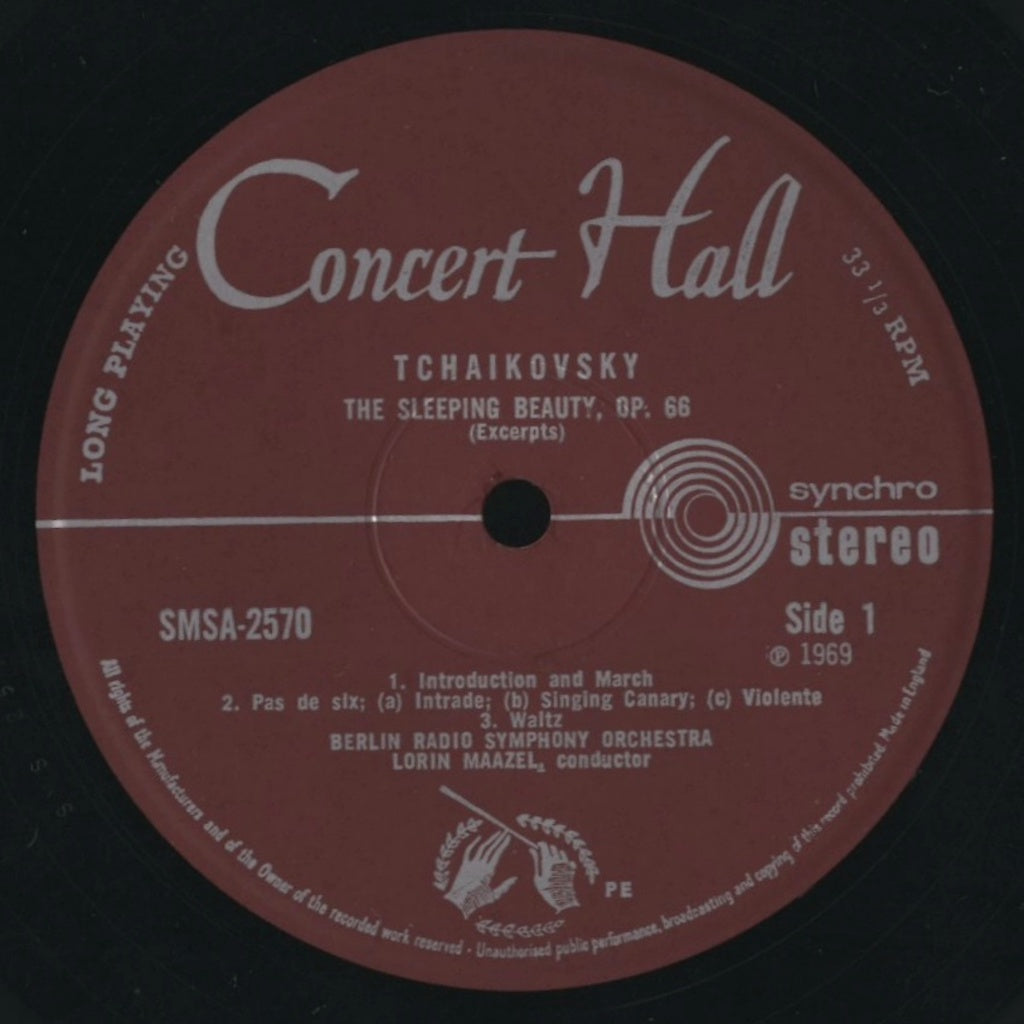 Concert Hall
LONG PLAYING
33 1/3 RPM
TCHAIKOVSKY
THE SLEEPING BEAUTY, OP. 66
(Excerpts)
synchro
stereo
SMSA-2570
Side 1
℗ 1969
1. Introduction and March
2. Pas de six; (a) Intrade; (b) Singing Canary; (c) Violente
3. Waltz
BERLIN RADIO SYMPHONY ORCHESTRA
LORIN MAAZEL, conductor
PE
All rights of the Manufacturers and of the Owner of the recorded work reserved - Unauthorised public performance, broadcasting and copying of this record prohibited. Made in England